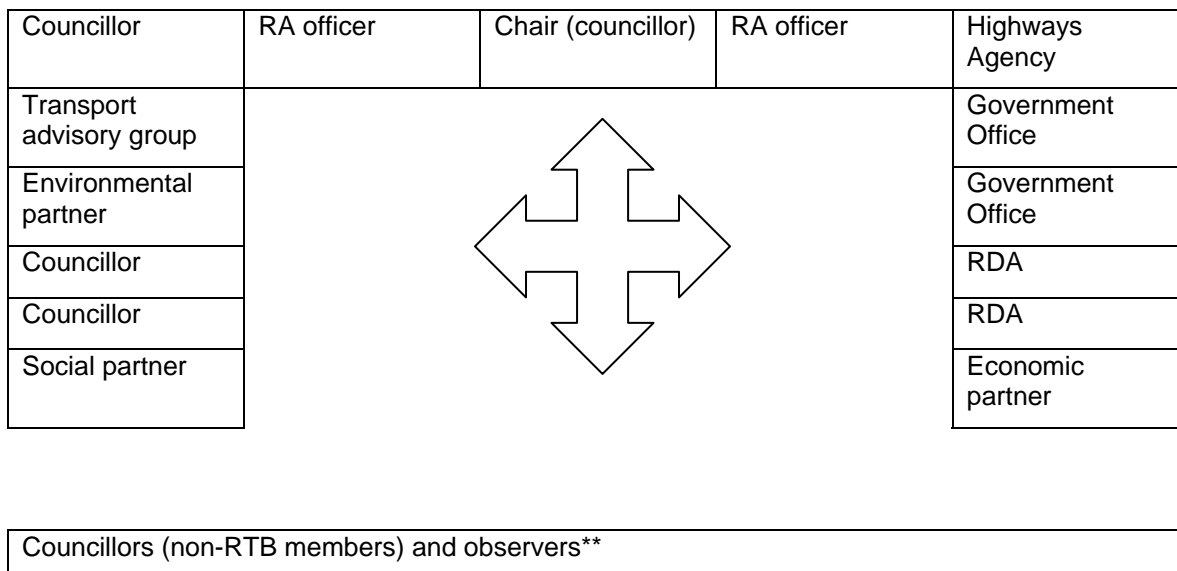 Councillor
RA officer
Chair (councillor)
RA officer
Highways
Agency
Transport
advisory group
Government
Office
Environmental
partner
Government
Office
Councillor
RDA
Councillor
RDA
Social partner
Economic
partner
Councillors (non-RTB members) and observers**